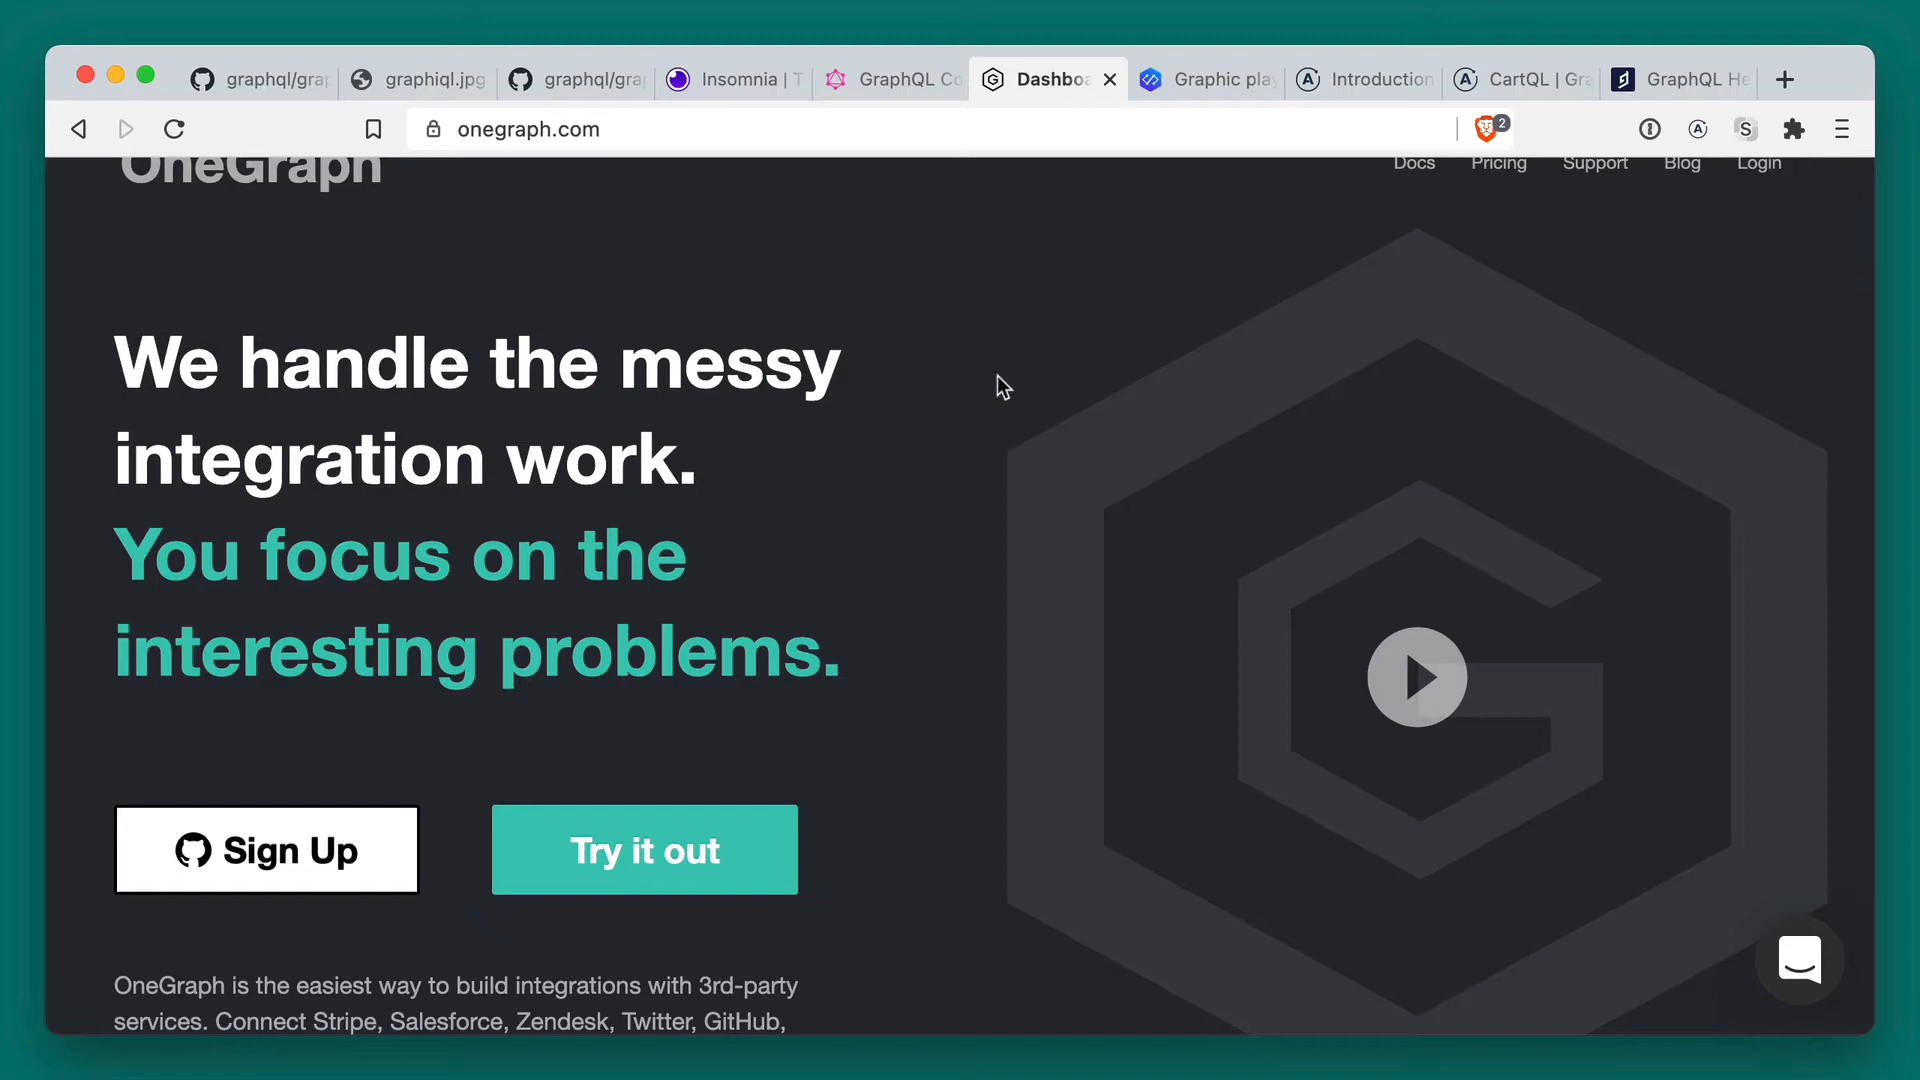 graphql/gra
graphiql.jpg
graphql/gra
Insomnia | T
GraphQL Co
Dashboa
Graphic play
Introduction
CartQL | Gra
GraphQL He
onegraph.com
2
OneGraph
Docs
Pricing
Support
Blog
Login
We handle the messy
integration work.
You focus on the
interesting problems.
Sign Up
Try it out
OneGraph is the easiest way to build integrations with 3rd-party
services. Connect Stripe, Salesforce, Zendesk, Twitter, GitHub,